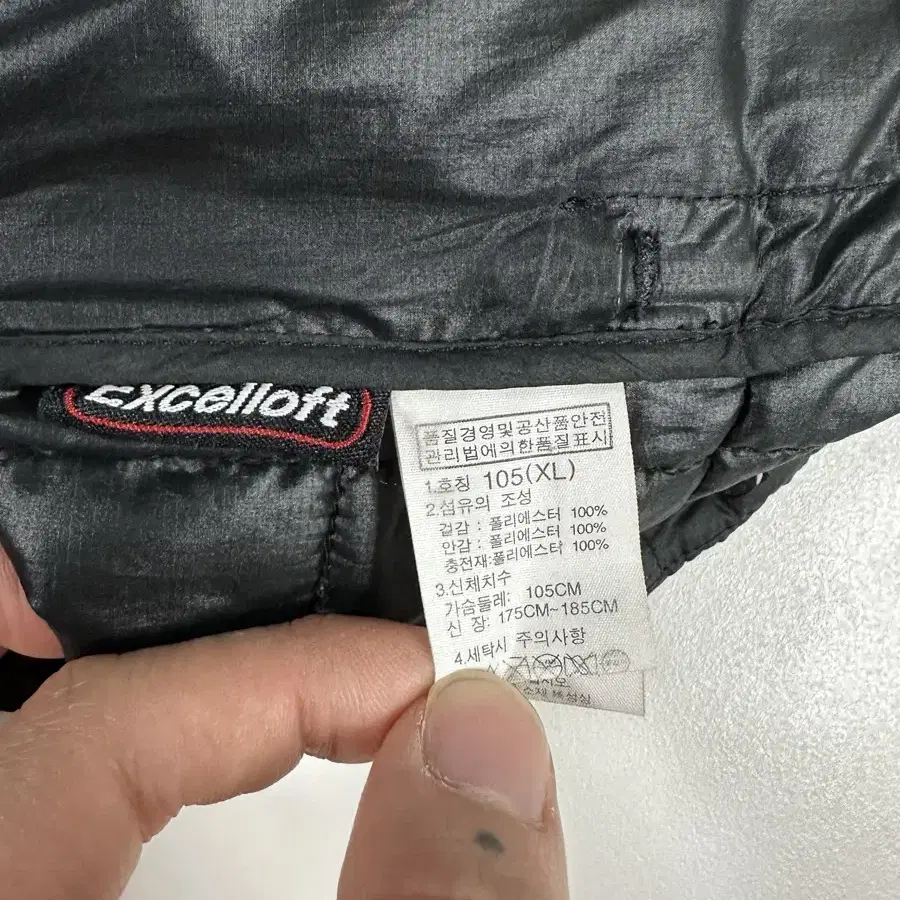 Excelloft
품질경영및공산품안전
관리법에의한품질표시
1.호칭 105(XL)
2.섬유의 조성
겉감 : 폴리에스터 100%
안감 : 폴리에스터 100%
충전재:폴리에스터 100%
3.신체치수
가슴둘레: 105CM
신 장: 175CM~185CM
4.세탁시 주의사항